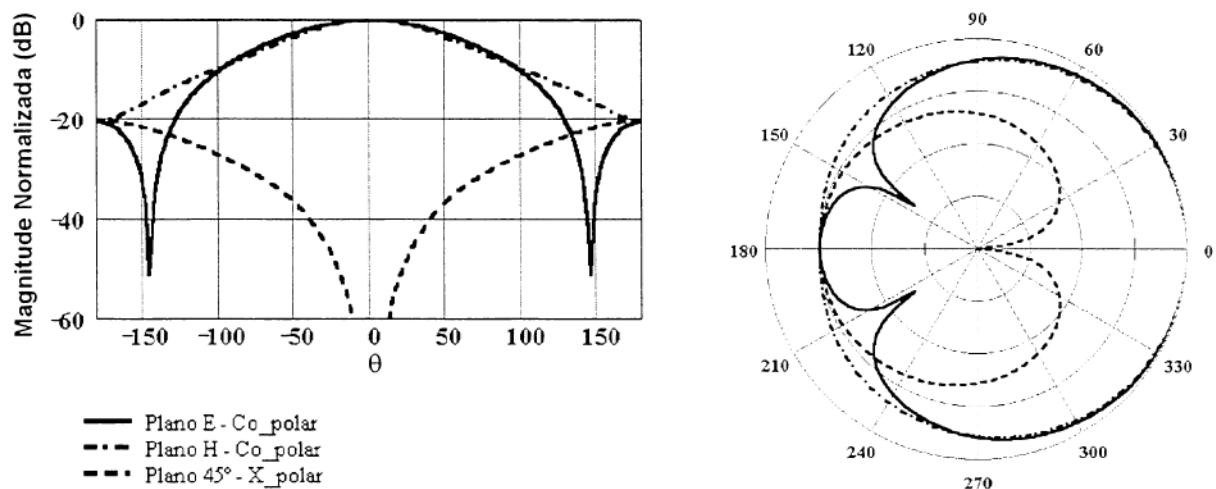 Magnitude Normalizada (dB)
0
−20
−40
−60
−150 −100 −50 0 50 100 150
θ
Plano E - Co_polar
Plano H - Co_polar
Plano 45º - X_polar
90
120 60
150 30
180 0
210 330
240 300
270